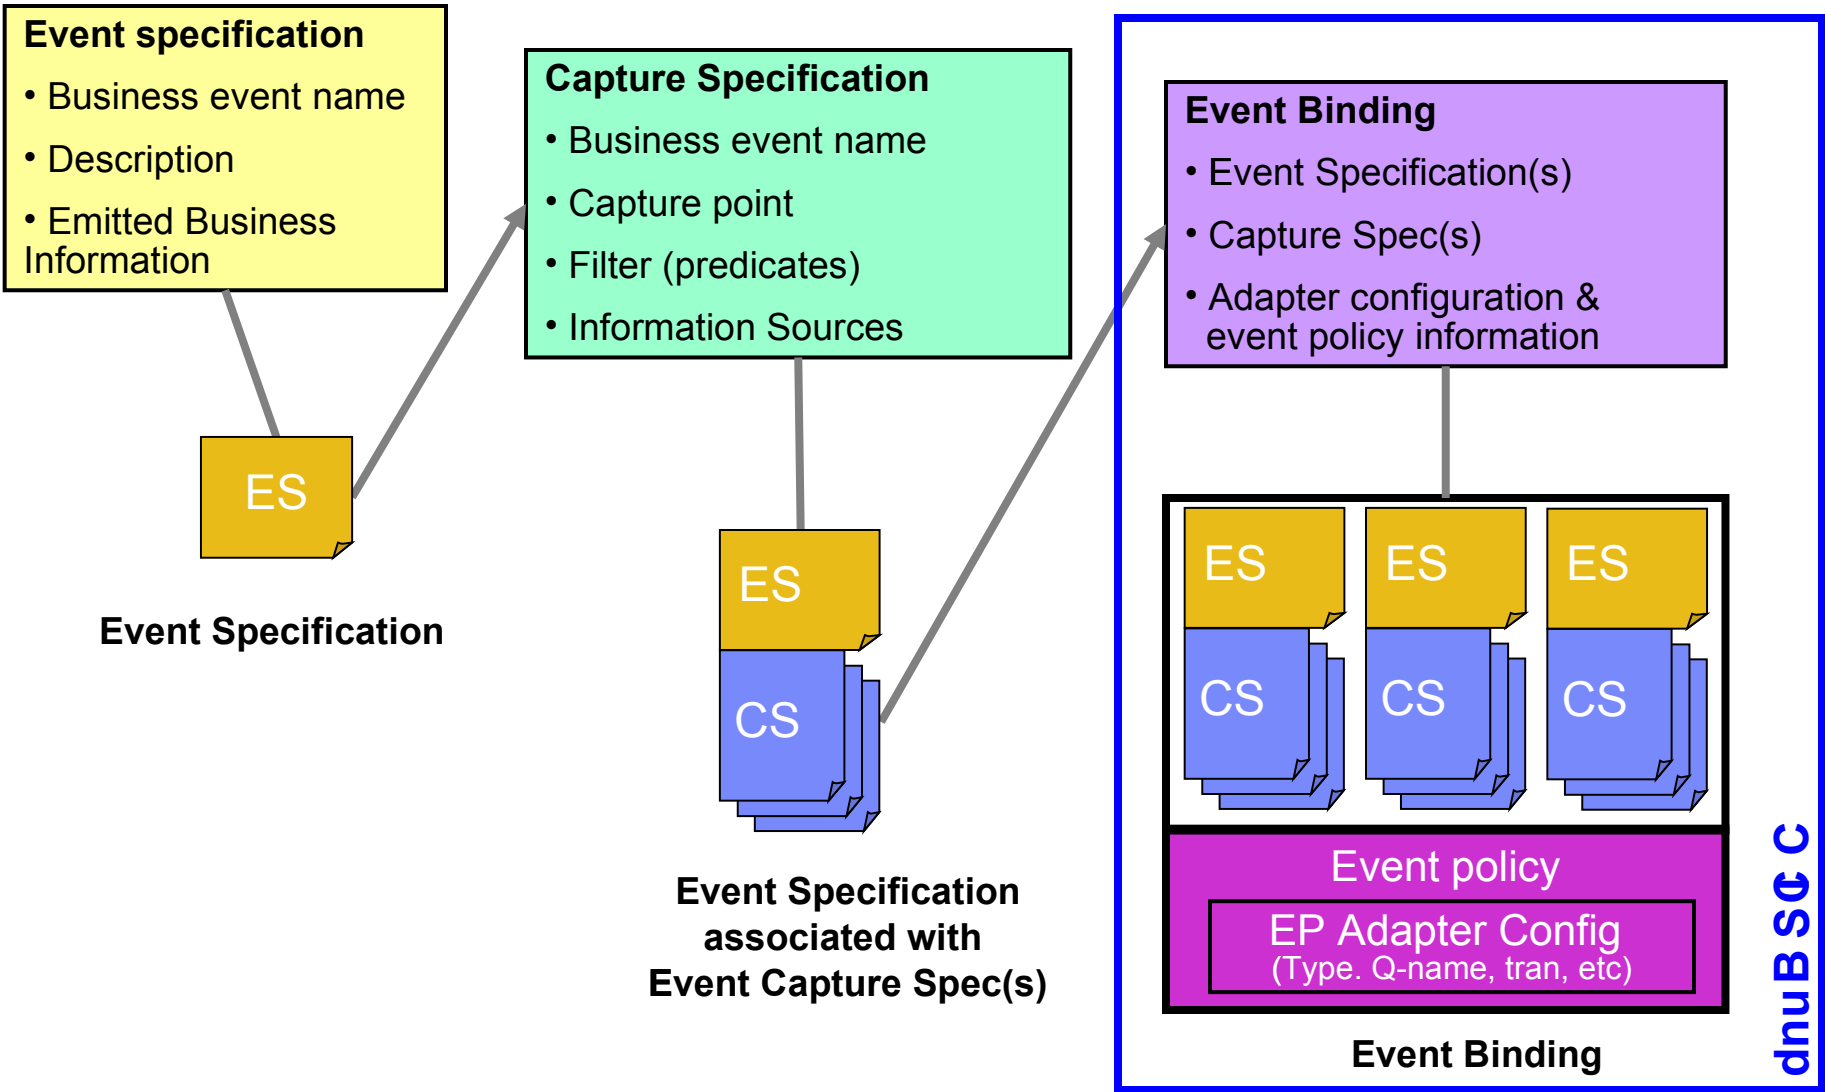 Event specification
• Business event name
• Description
• Emitted Business
Information
ES
Event Specification
Capture Specification
• Business event name
• Capture point
• Filter (predicates)
• Information Sources
ES
CS
Event Specification
associated with
Event Capture Spec(s)
Event Binding
• Event Specification(s)
• Capture Spec(s)
• Adapter configuration &
event policy information
ES
ES
ES
CS
CS
CS
Event policy
EP Adapter Config
(Type. Q-name, tran, etc)
Event Binding